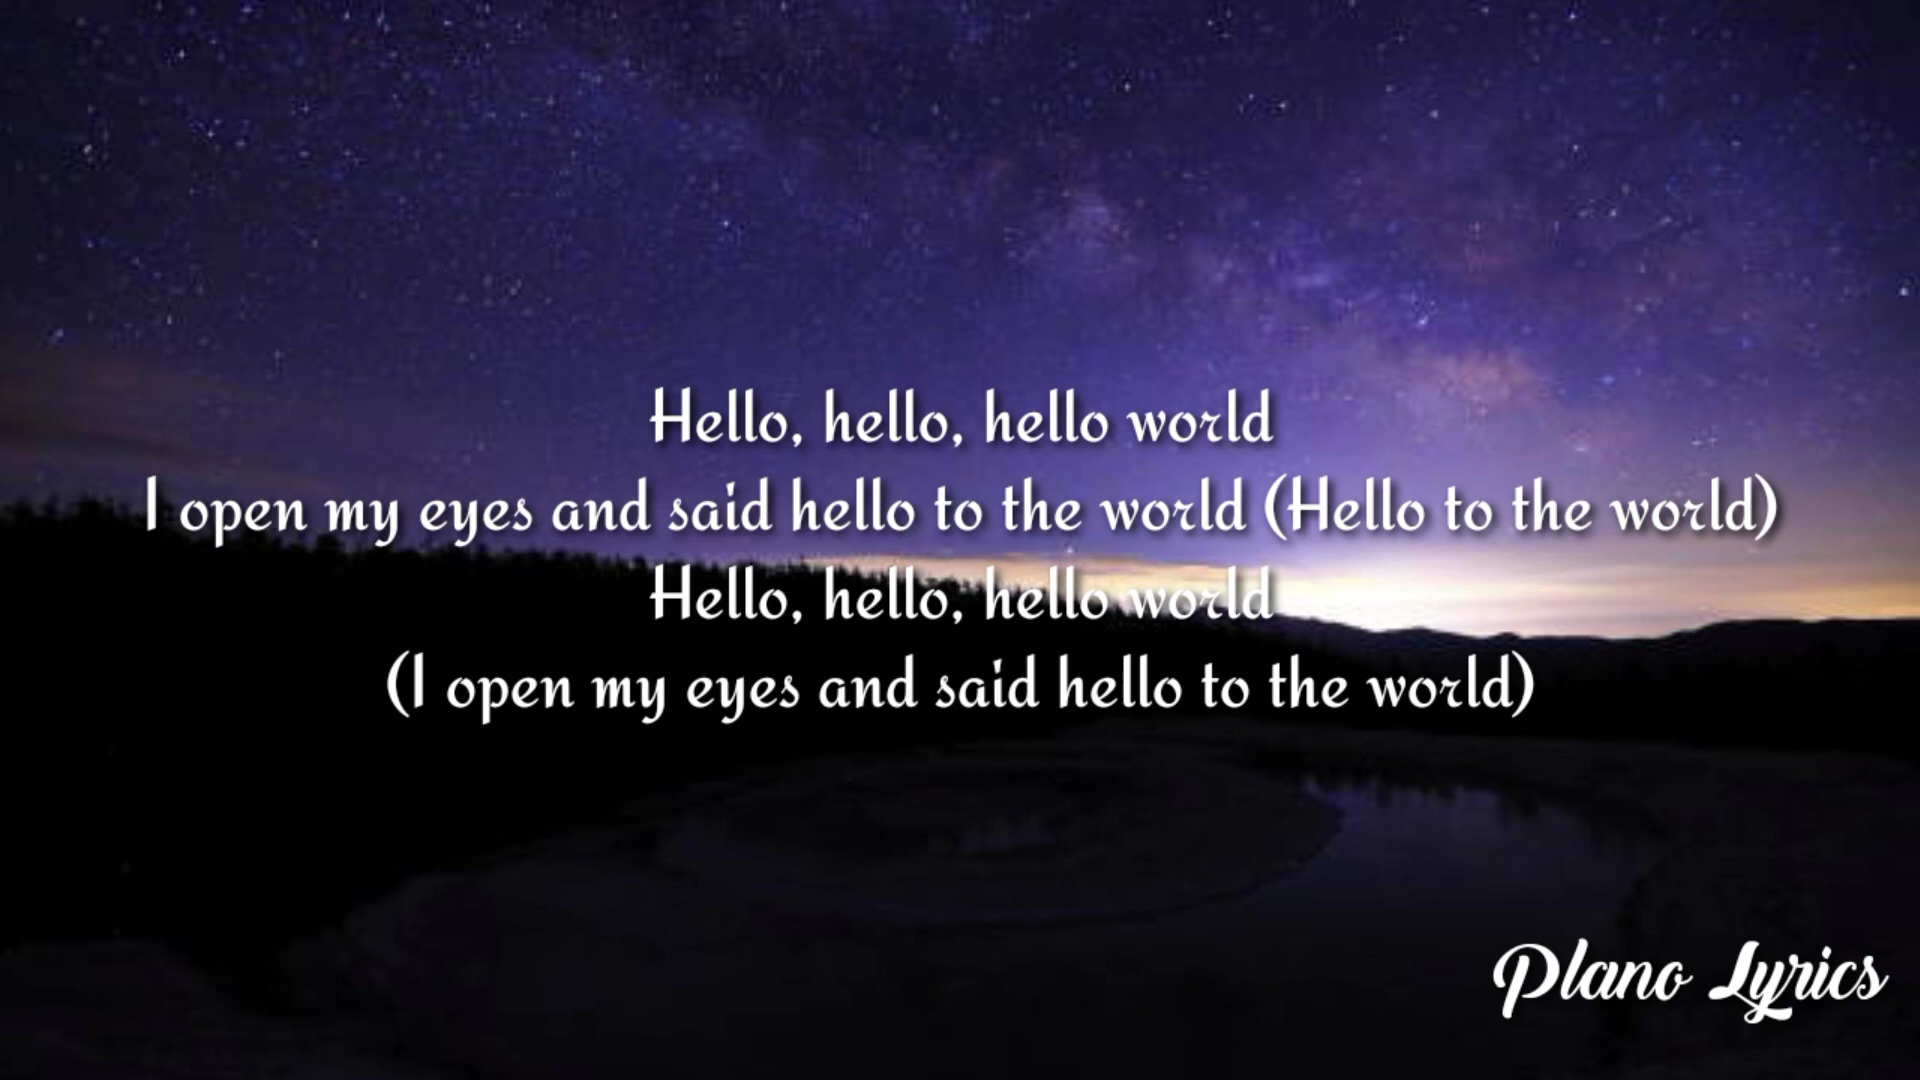 Hello, hello, hello world
I open my eyes and said hello to the world (Hello to the world)
Hello, hello, hello world
(I open my eyes and said hello to the world)
Plano Lyrics